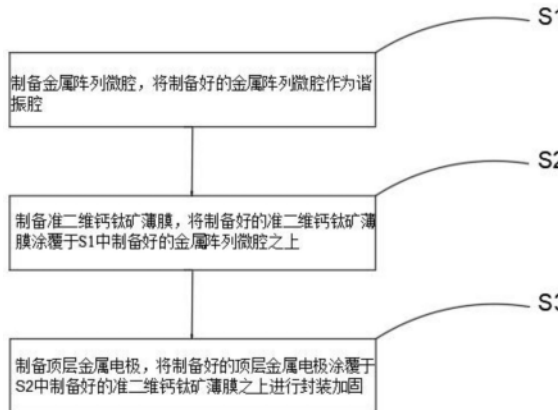 S1
制备金属阵列微腔，将制备好的金属阵列微腔作为谐
振腔
S2
制备准二维钙钛矿薄膜，将制备好的准二维钙钛矿薄
膜涂覆于S1中制备好的金属阵列微腔之上
S3
制备顶层金属电极，将制备好的顶层金属电极涂覆于
S2中制备好的准二维钙钛矿薄膜之上进行封装加固